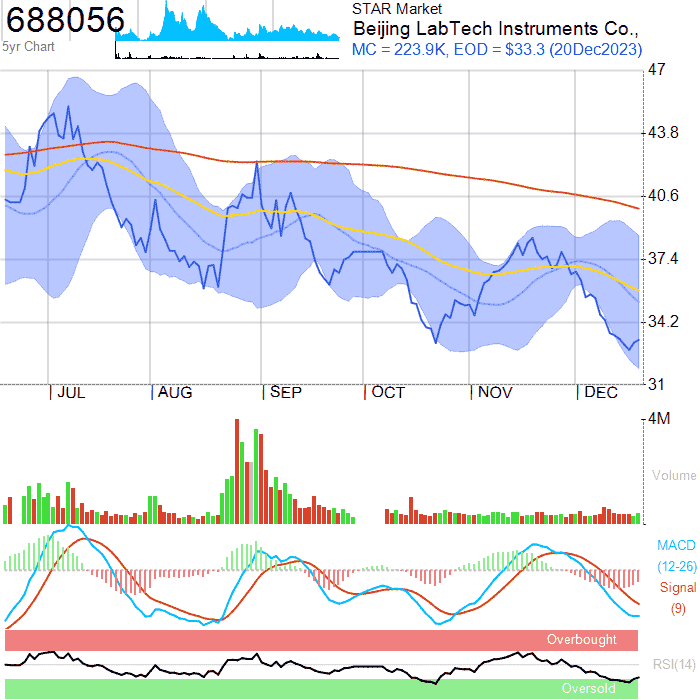 688056
5yr Chart
STAR Market
Beijing LabTech Instruments Co.,
MC = 223.9K, EOD = $33.3 (20Dec2023)
47
43.8
40.6
37.4
34.2
31
JUL AUG SEP OCT NOV DEC
4M
Volume
MACD
(12-26)
Signal
(9)
Overbought
RSI(14)
Oversold